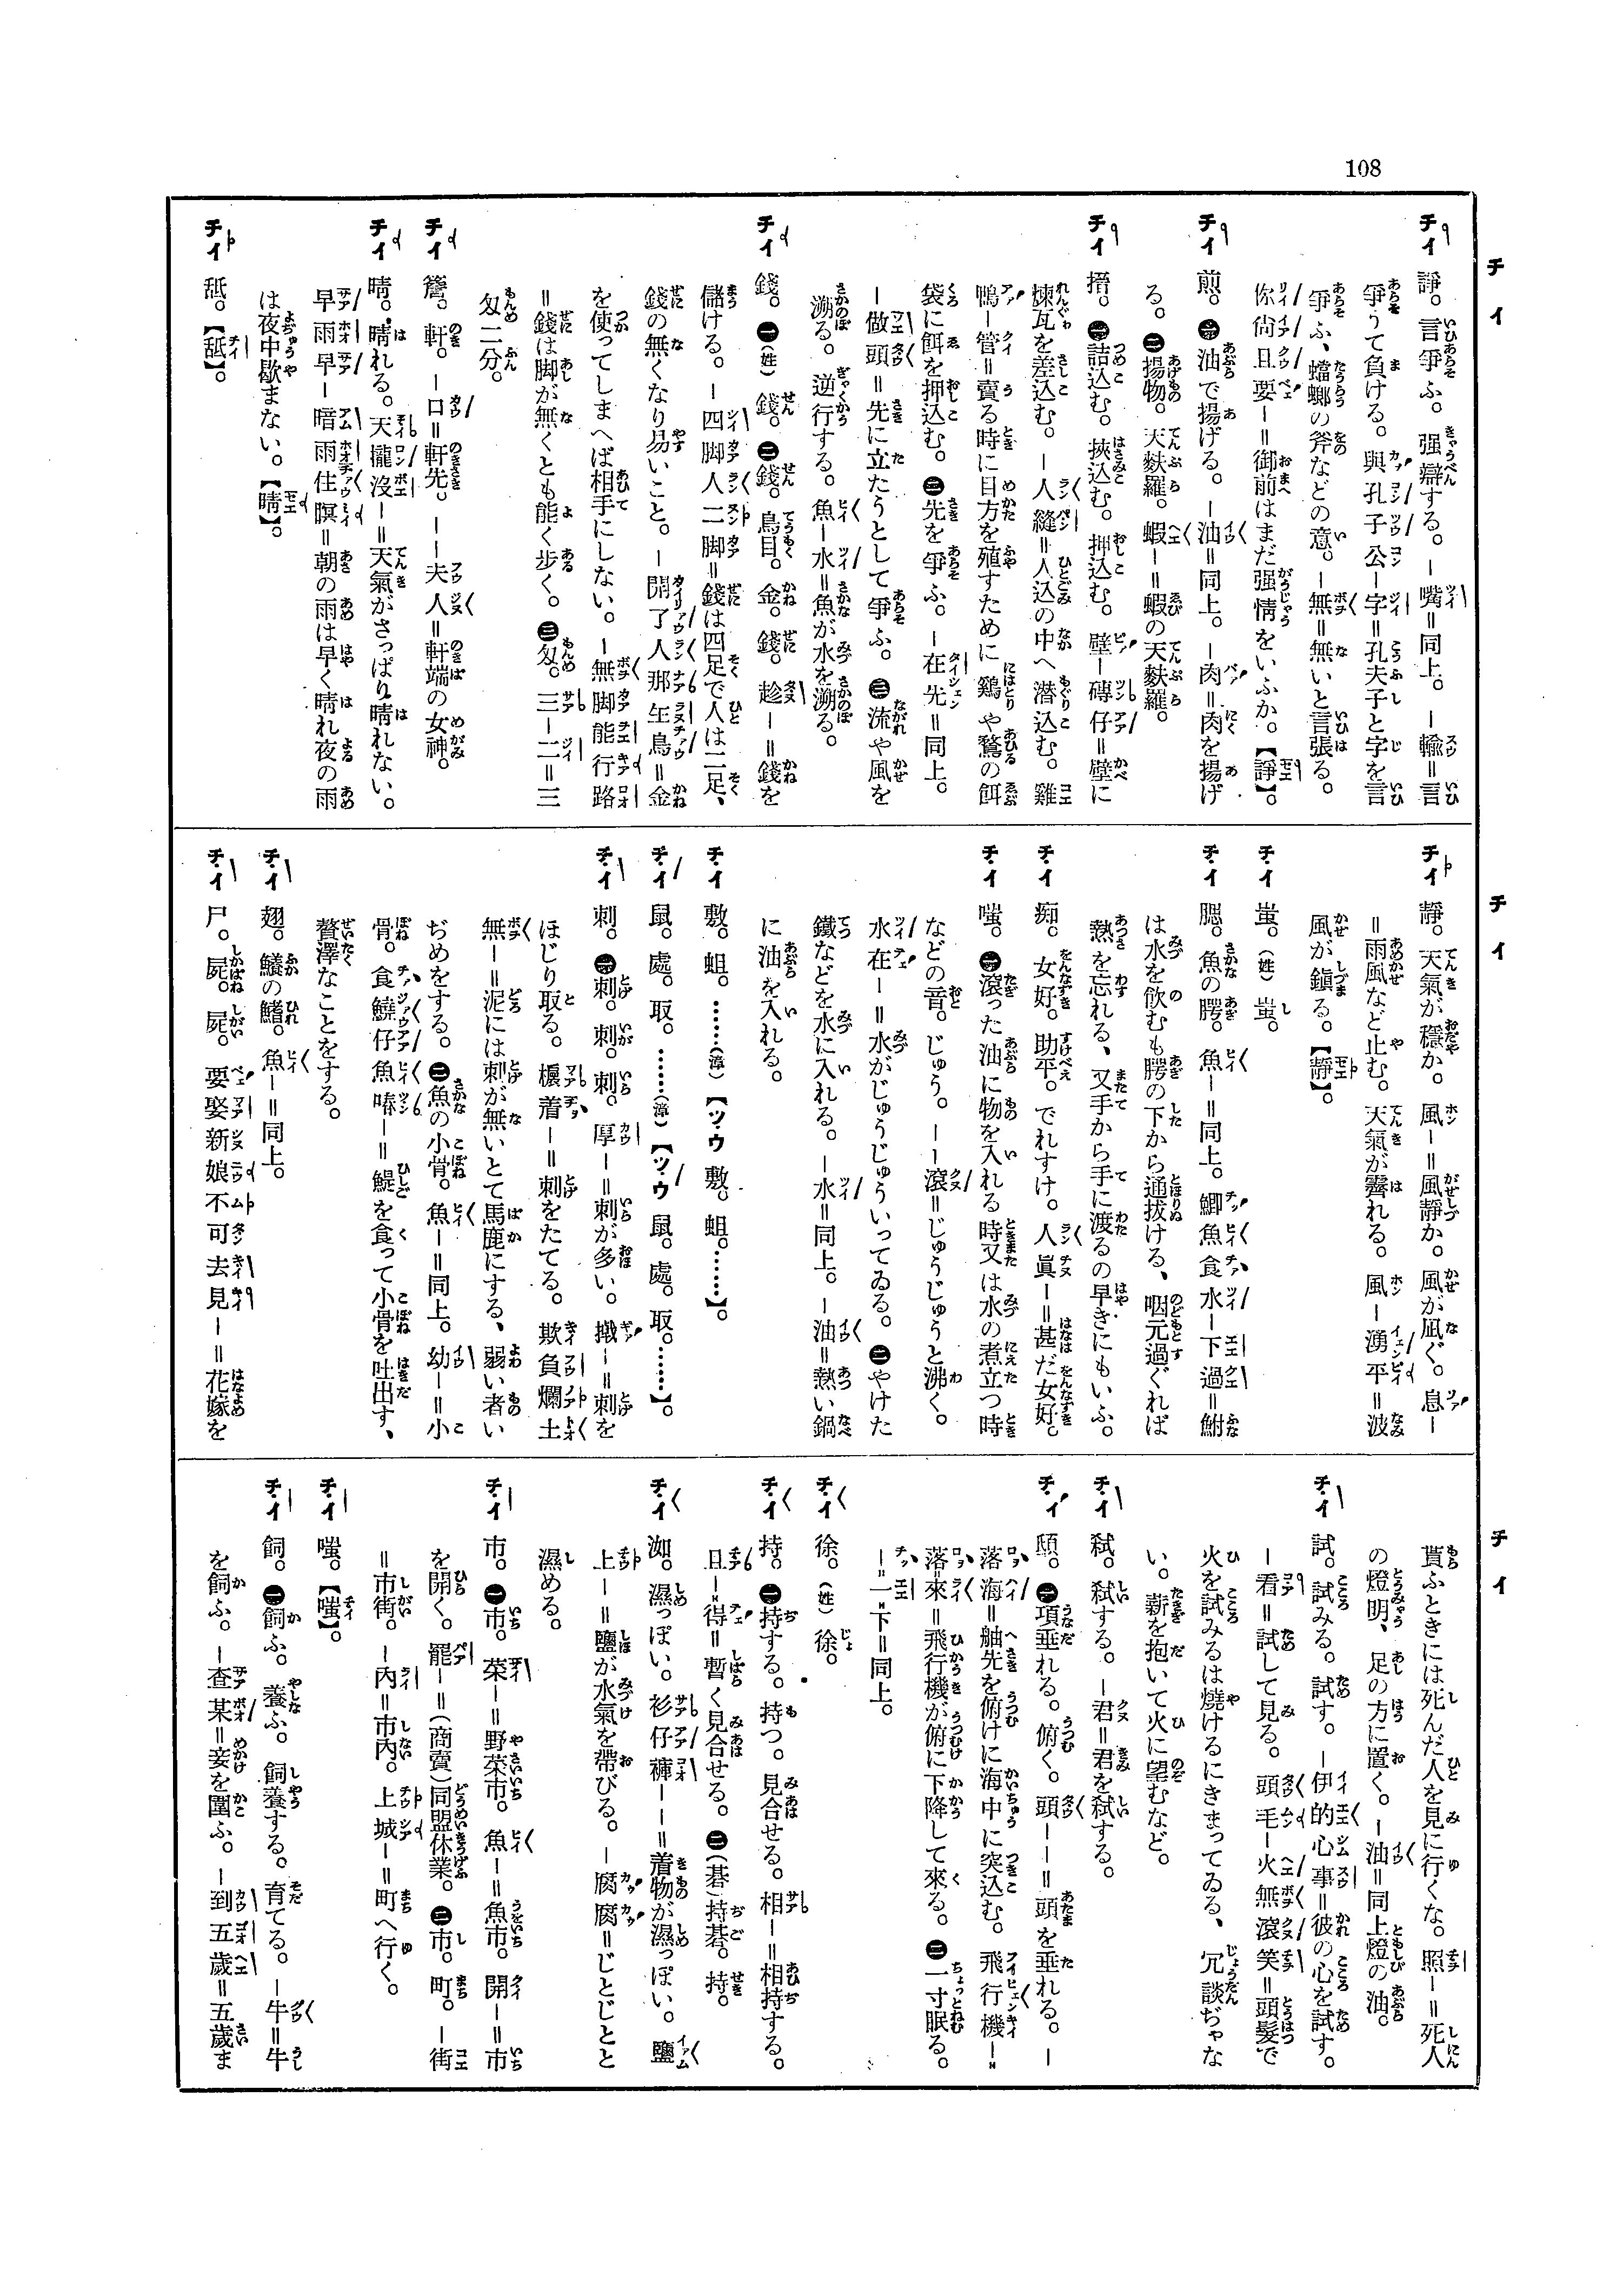 108
チイ
チイ 諍。言爭ふ。强辯する。ー嘴＝同上。ー輸＝言
爭うて負ける。與孔子公ー字＝孔夫子と字を言
爭ふ、蟷螂の斧などの意。ー無＝無いと言張る。
你尙且要ー＝御前はまだ强情をいふか。【諍】。
チイ 煎。㊀油で揚げる。ー油＝同上。ー肉＝肉を揚げ
る。㊁揚物。天麩羅。蝦ー＝蝦の天麩羅。
チイ 搢。㊀詰込む。挾込む。押込む。壁ー磚仔＝壁に
煉瓦を差込む。ー人縫＝人込の中へ潜込む。雞
鴨ー管＝賣る時に目方を殖すために鷄や鶩の餌
袋に餌を押込む。㊁先を爭ふ。ー在先＝同上。
ー做頭＝先に立たうとして爭ふ。㊂流や風を
溯る。逆行する。魚ー水＝魚が水を溯る。
チイ 錢。㊀（姓）錢。㊁錢。鳥目。金。錢。趁ー＝錢を
儲ける。ー四脚人二脚＝錢は四足で人は二足、
錢の無くなり易いこと。ー開了人那生鳥＝金
を使ってしまへば相手にしない。ー無脚能行路
＝錢は脚が無くとも能く步く。㊂匁。三ー二＝三
匁二分。
チイ 簷。軒。ー口＝軒先。ーー夫人＝軒端の女神。
チイ 晴。晴れる。天攏沒ー＝天氣がさっぱり晴れない。
早雨早ー暗雨住瞑＝朝の雨は早く晴れ夜の雨
は夜中歇まない。【晴】。
チイ 舐。【舐】。
チイ
チイ 靜。天氣が穩か。風ー＝風靜か。風が凪ぐ。息ー
＝雨風など止む。天氣が霽れる。風ー湧平＝波
風が鎭る。【靜】。
チイ 蚩。（姓）蚩。
チイ 腮。魚の腭。魚ー＝同上。鯽魚食水ー下過＝鮒
は水を飮むも腭の下から通拔ける、咽元過ぐれば
熱を忘れる、又手から手に渡るの早きにもいふ。
チイ 痴。女好。助平。でれすけ。人眞ー＝甚だ女好。
チイ 嗤。㊀滾った油に物を入れる時又は水の煮立つ時
などの音。じゅう。ーー滾＝じゅうじゅうと沸く。
水在ー＝水がじゅうじゅういってゐる。㊁やけた
鐵などを水に入れる。ー水＝同上。ー油＝熱い鍋
に油を入れる。
チイ 敷。蛆。……（漳）【ツウ 敷。蛆。……】。
チイ 鼠。處。取。……（漳）【ツウ 鼠。處。取。……】。
チイ 刺。㊀刺。刺。刺。厚ー＝刺が多い。ー＝刺を
ほじり取る。欆着ー＝刺をたてる。欺負爛土
無ー＝泥には刺が無いとて馬鹿にする、弱い者い
ぢめをする。㊁魚の小骨。魚ー＝同上。幼ー＝小
骨。食鱙仔魚ー＝鯷を食って小骨を吐出す、
贅澤なことをする。
チイ 翅。鱶の鰭。魚ー＝同上。
チイ 尸。屍。屍。要娶新娘不可去見ー＝花嫁を
チイ
貰ふときには死んだ人を見に行くな。照ー＝死人
の燈明、足の方に置く。ー油＝同上燈の油。
チイ 試。試みる。試す。ー伊的心事＝彼の心を試す。
ー看＝試して見る。頭毛ー火無滾笑＝頭髮で
火を試みるは燒けるにきまってゐる、冗談ぢゃな
い。薪を抱いて火に望むなど。
チイ 弑。弑する。ー君＝君を弑する。
チイ ㊀項垂れる。俯く。頭ーー＝頭を垂れる。ー
落海＝舳先を俯けに海中に突込む。飛行機ー
落來＝飛行機が俯に下降して來る。㊁一寸眠る。
ー一下＝同上。
チイ 徐。（姓）徐。
チイ 持。㊀持する。持つ。見合せる。相ー＝相持する。
且ー得＝暫く見合せる。㊁（碁）持碁。持。
チイ 洳。濕っぽい。衫仔褲ーー＝着物が濕っぽい。鹽
上ー＝鹽が水氣を帶びる。ー腐腐＝じとじとと
濕める。
チイ 市。㊀市。菜ー＝野菜市。魚ー＝魚市。開ー＝市
を開く。罷ー＝（商賣）同盟休業。㊁市。町。ー街
＝市街。ー內＝市內。上城ー＝町へ行く。
チイ 嗤。【嗤】。
チイ 飼。㊀飼ふ。養ふ。飼養する。育てる。ー牛＝牛
を飼ふ。ー查某＝妾を圍ふ。ー到五歲＝五歲ま